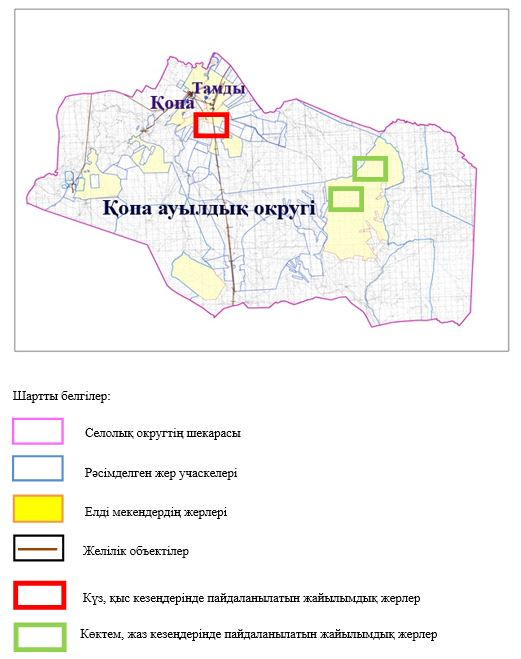 Тамды
Қопа
Қопа ауылдық округі
Шартты белгілер:
Селолық округтің шекарасы
Рәсімделген жер учаскелері
Елді мекендердің жерлері
Желілік объектілер
Күз, қыс кезеңдерінде пайдаланылатын жайылымдық жерлер
Көктем, жаз кезеңдерінде пайдаланылатын жайылымдық жерлер